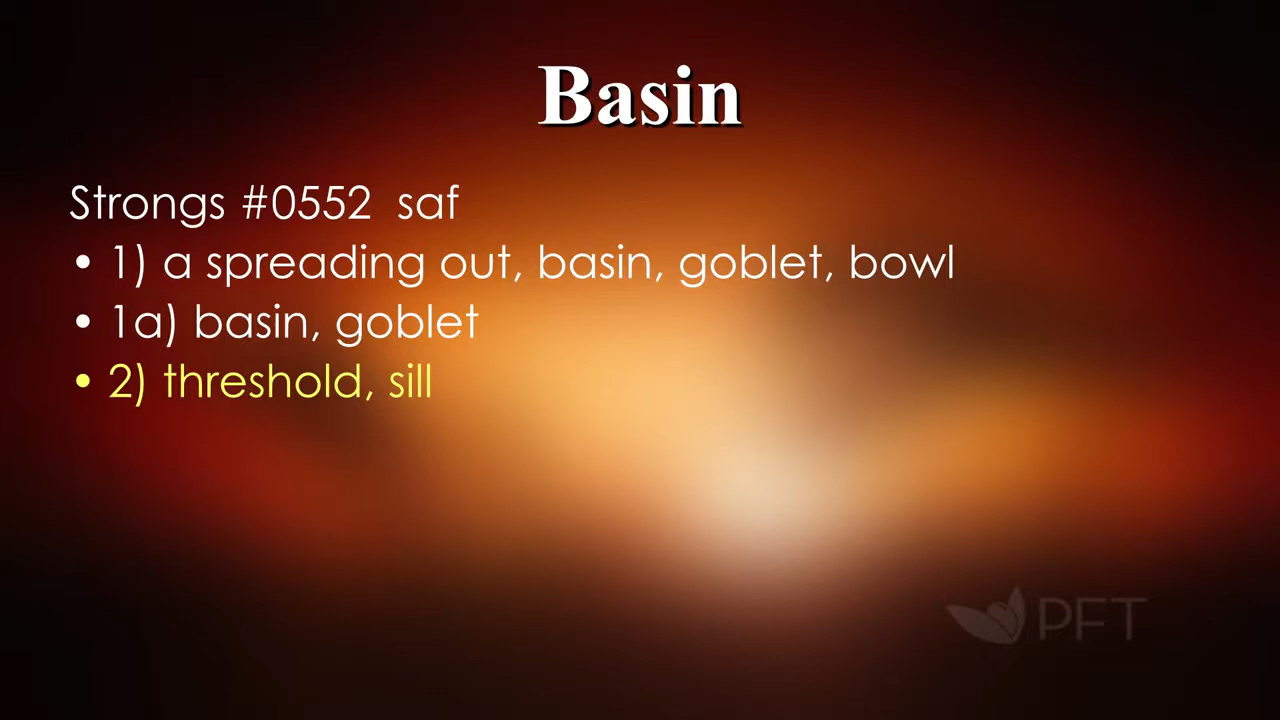 Basin
Strongs #0552 saf
• 1) a spreading out, basin, goblet, bowl
• 1a) basin, goblet
• 2) threshold, sill
PFT